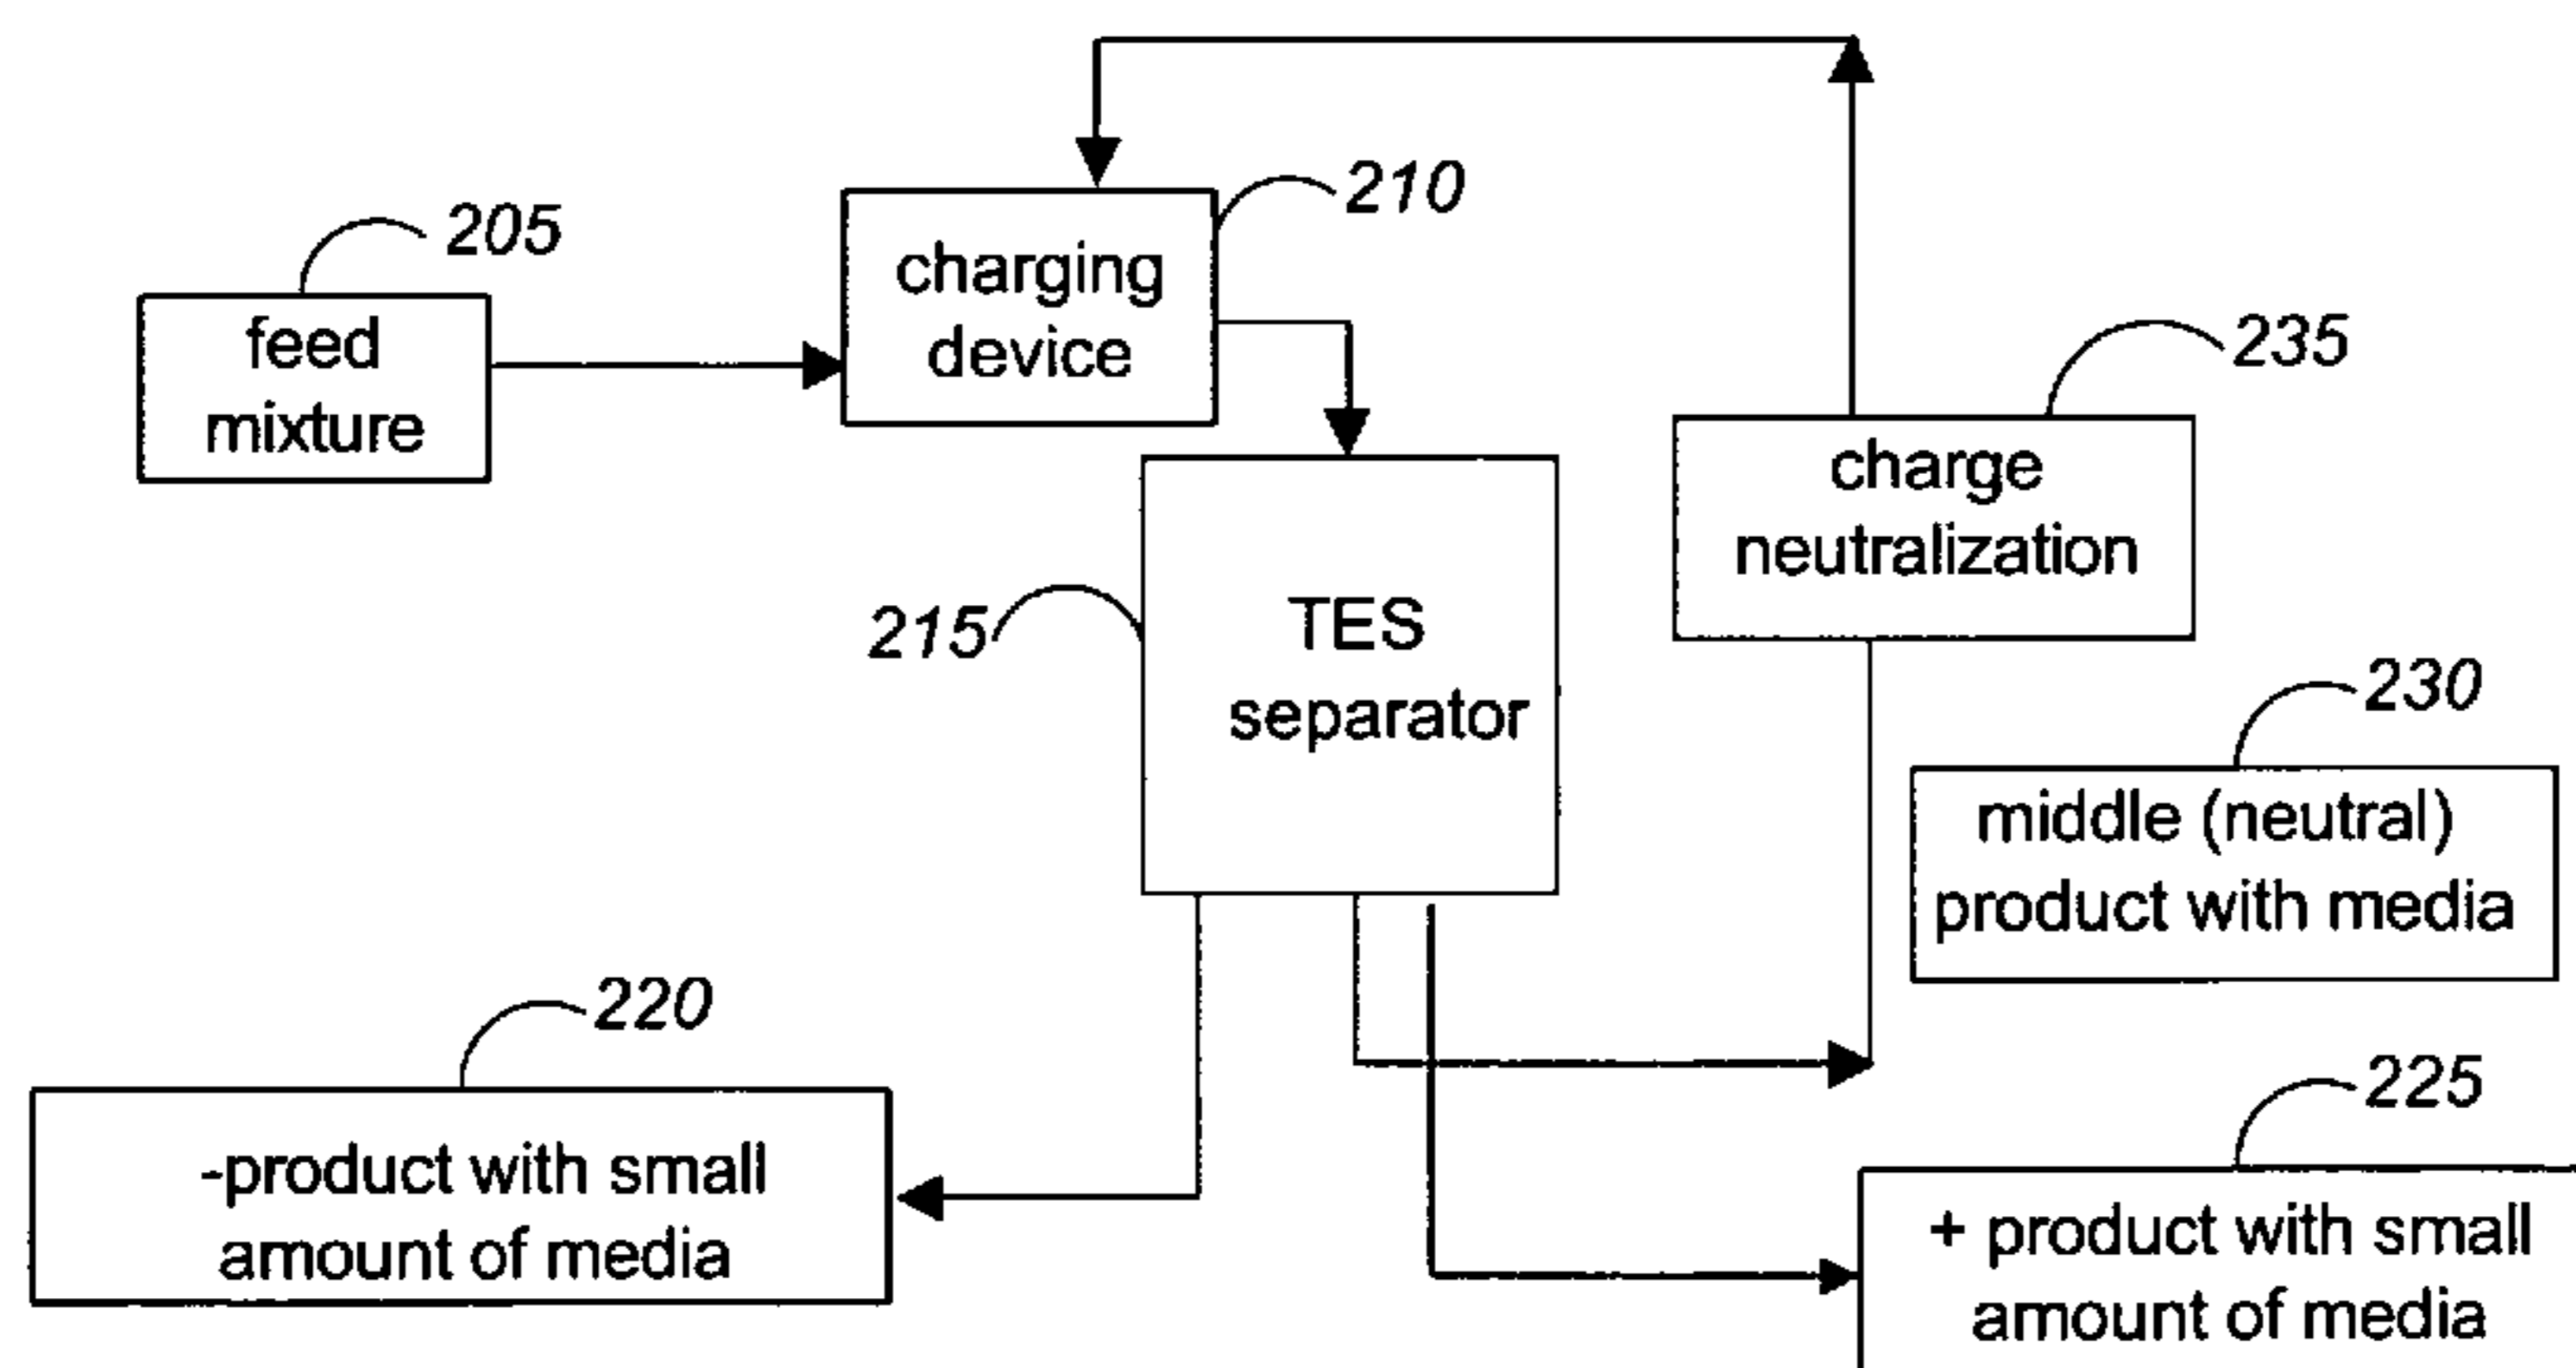 205
feed
mixture
210
charging
device
215
TES
separator
235
charge
neutralization
230
middle (neutral)
product with media
220
-product with small
amount of media
225
+ product with small
amount of media